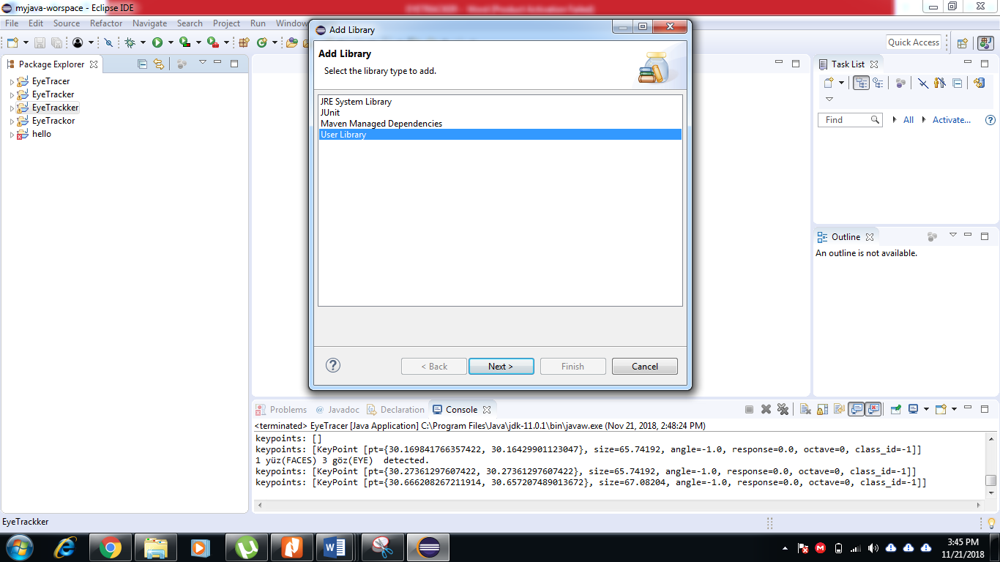 myjava-worspace - Eclipse IDE
EYETRACKER - Word (Product Activation Failed)
File Edit Source Refactor Navigate Search Project Run Window
Quick Access
Package Explorer
EyeTracer
EyeTracker
EyeTrackker
EyeTrackor
hello
Add Library
Add Library
Select the library type to add.
JRE System Library
JUnit
Maven Managed Dependencies
User Library
< Back Next > Finish Cancel
Task List
Find All Activate...
Outline
An outline is not available.
Problems @ Javadoc Declaration Console
<terminated> EyeTracer [Java Application] C:\Program Files\Java\jdk-11.0.1\bin\javaw.exe (Nov 21, 2018, 2:48:24 PM)
keypoints: []
keypoints: [KeyPoint [pt={30.169841766357422, 30.16429901123047}, size=65.74192, angle=-1.0, response=0.0, octave=0, class_id=-1]]
1 yüz(FACES) 3 göz(EYE)  detected.
keypoints: [KeyPoint [pt={30.27361297607422, 30.27361297607422}, size=65.74192, angle=-1.0, response=0.0, octave=0, class_id=-1]]
keypoints: [KeyPoint [pt={30.666208267211914, 30.657207489013672}, size=67.08204, angle=-1.0, response=0.0, octave=0, class_id=-1]]
EyeTrackker
3:45 PM
11/21/2018